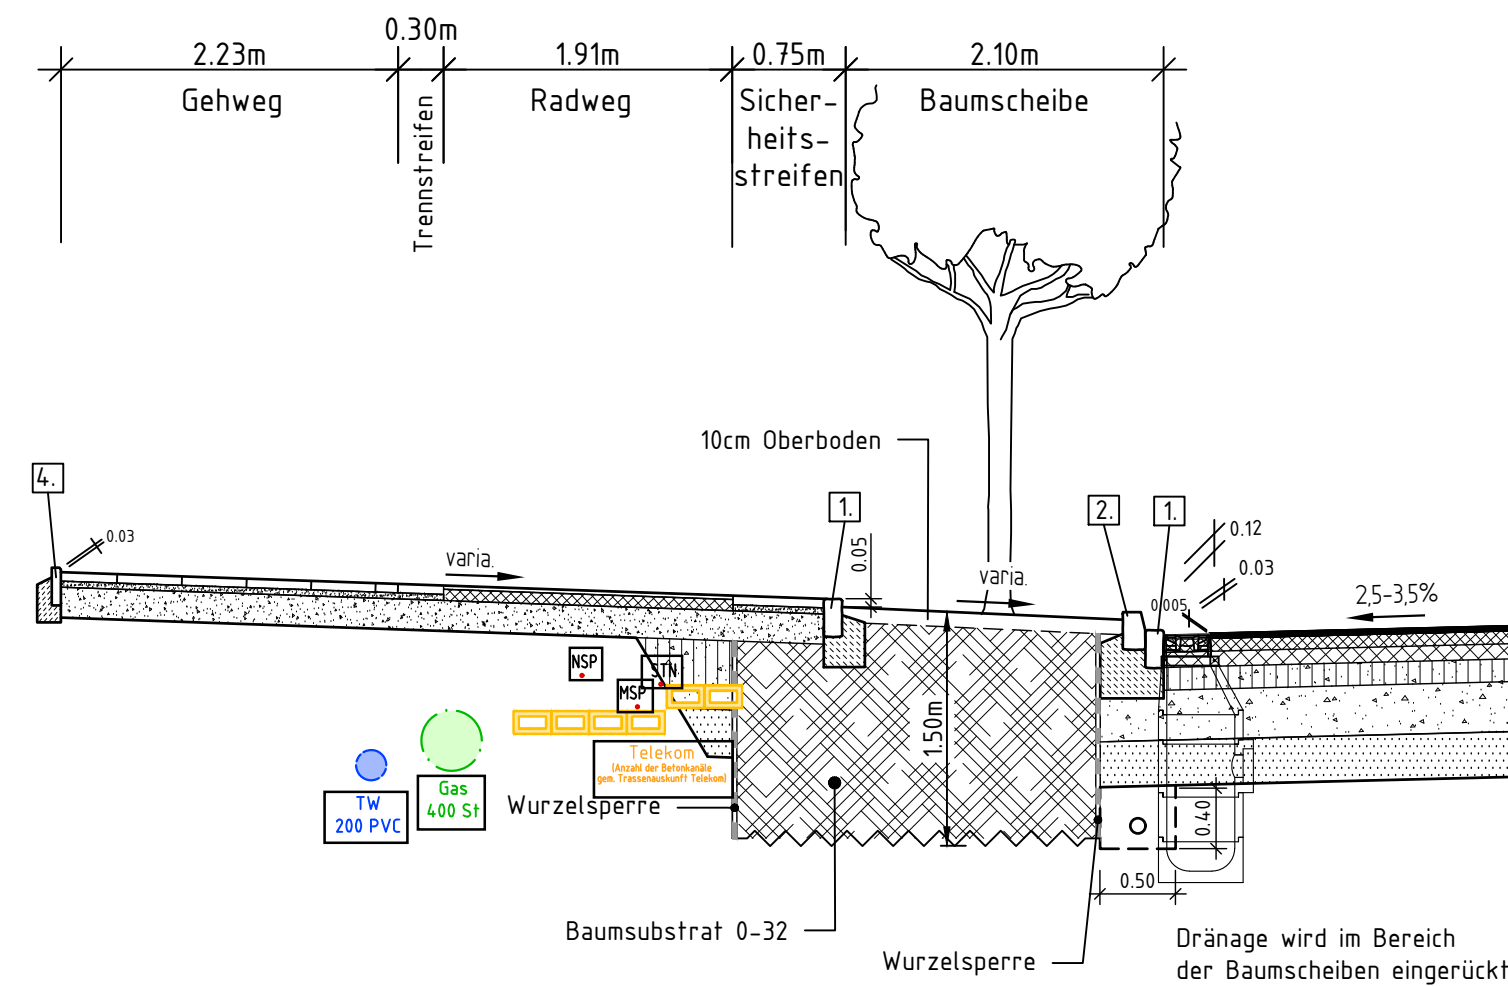 0.30m
2.23m
1.91m
0.75m
2.10m
Gehweg
Trennstreifen
Radweg
Sicher-
heits-
streifen
Baumscheibe
10cm Oberboden
4.
0.03
varia.
1.
0.05
varia.
2.
1.
0.12
0.03
0.005
2,5-3,5%
NSP
STN
MSP
1.50m
Telekom
(Anzahl der Betonkanäle
gem. Trassenauskunft Telekom)
Gas
400 St
TW
200 PVC
Wurzelsperre
0.40
0.50
Baumsubstrat 0-32
Wurzelsperre
Dränage wird im Bereich
der Baumscheiben eingerückt